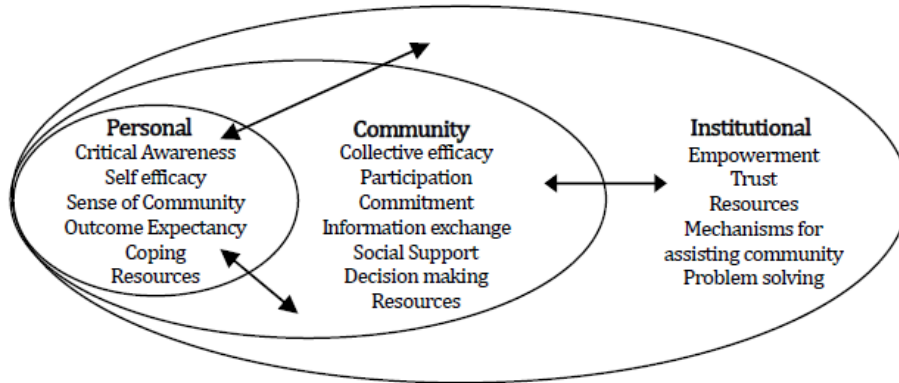 Personal
Critical Awareness
Self efficacy
Sense of Community
Outcome Expectancy
Coping
Resources
Community
Collective efficacy
Participation
Commitment
Information exchange
Social Support
Decision making
Resources
Institutional
Empowerment
Trust
Resources
Mechanisms for
assisting community
Problem solving